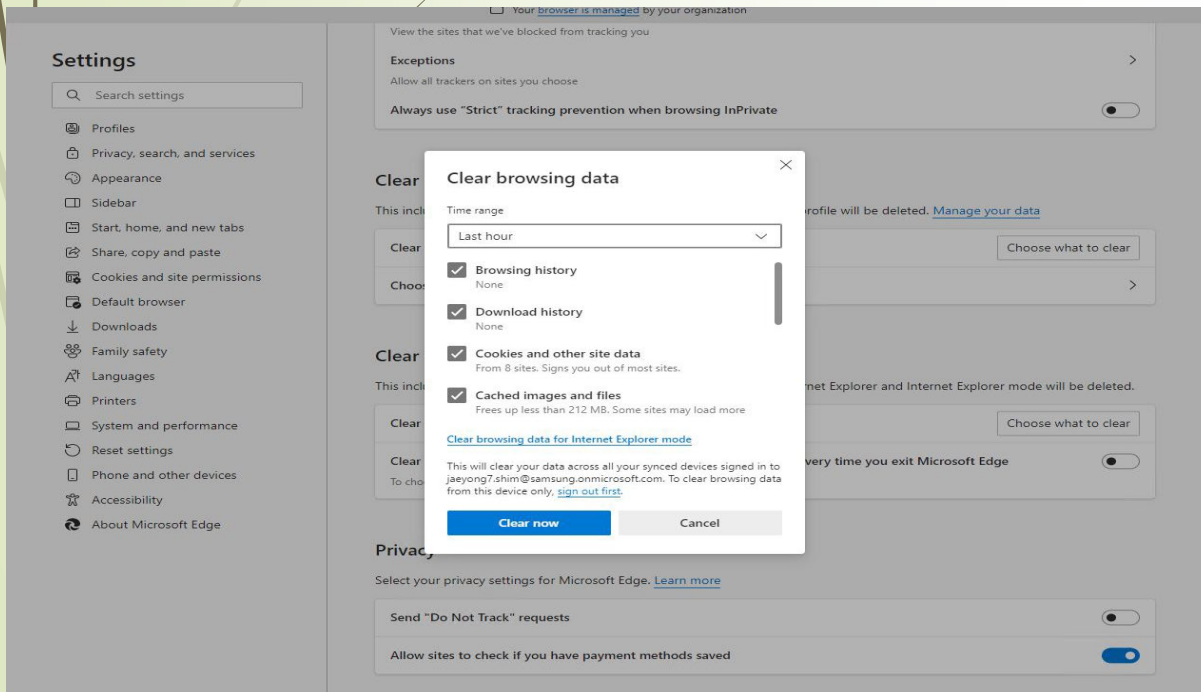 Your browser is managed by your organization
Settings
Search settings
Profiles
Privacy, search, and services
Appearance
Sidebar
Start, home, and new tabs
Share, copy and paste
Cookies and site permissions
Default browser
Downloads
Family safety
Languages
Printers
System and performance
Reset settings
Phone and other devices
Accessibility
About Microsoft Edge
View the sites that we've blocked from tracking you
Exceptions
Allow all trackers on sites you choose
Always use "Strict" tracking prevention when browsing InPrivate
Clear
This incl
rofile will be deleted. Manage your data
Clear
Choose what to clear
Choos
Clear
This incl
net Explorer and Internet Explorer mode will be deleted.
Clear
Choose what to clear
Clear
very time you exit Microsoft Edge
To cho
Clear browsing data
Time range
Last hour
Browsing history
None
Download history
None
Cookies and other site data
From 8 sites. Signs you out of most sites.
Cached images and files
Frees up less than 212 MB. Some sites may load more
Clear browsing data for Internet Explorer mode
This will clear your data across all your synced devices signed in to
jaeyong7.shim@samsung.onmicrosoft.com. To clear browsing data
from this device only, sign out first.
Clear now
Cancel
Privacy
Select your privacy settings for Microsoft Edge. Learn more
Send "Do Not Track" requests
Allow sites to check if you have payment methods saved